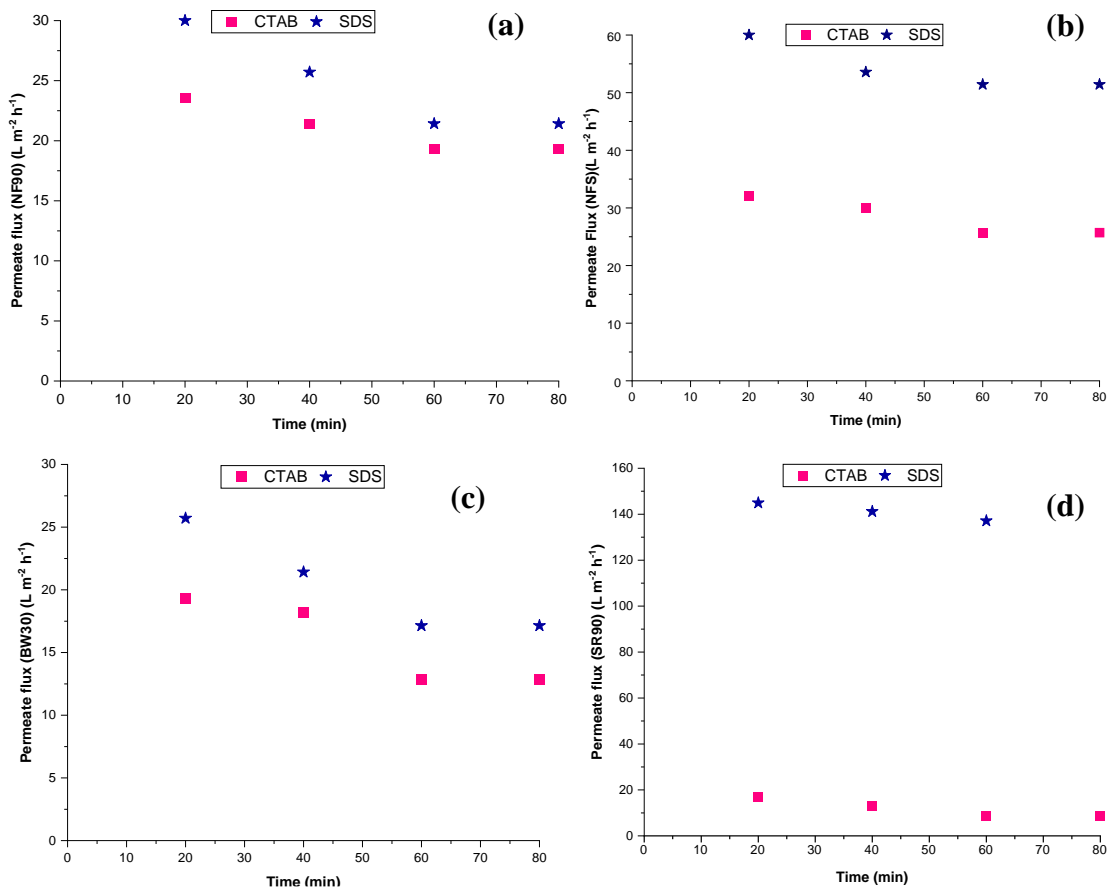 (a)
CTAB SDS
30
25
20
15
10
5
0
Permeate flux (NF90) (L m⁻² h⁻¹)
0 10 20 30 40 50 60 70 80
Time (min)
(b)
CTAB SDS
60
50
40
30
20
10
0
Permeate Flux (NFS)(L m⁻² h⁻¹)
0 10 20 30 40 50 60 70 80
Time (min)
(c)
CTAB SDS
30
25
20
15
10
5
0
Permeate flux (BW30) (L m⁻² h⁻¹)
0 10 20 30 40 50 60 70 80
Time (min)
(d)
CTAB SDS
160
140
120
100
80
60
40
20
0
Permeate flux (SR90) (L m⁻² h⁻¹)
0 10 20 30 40 50 60 70 80
Time (min)